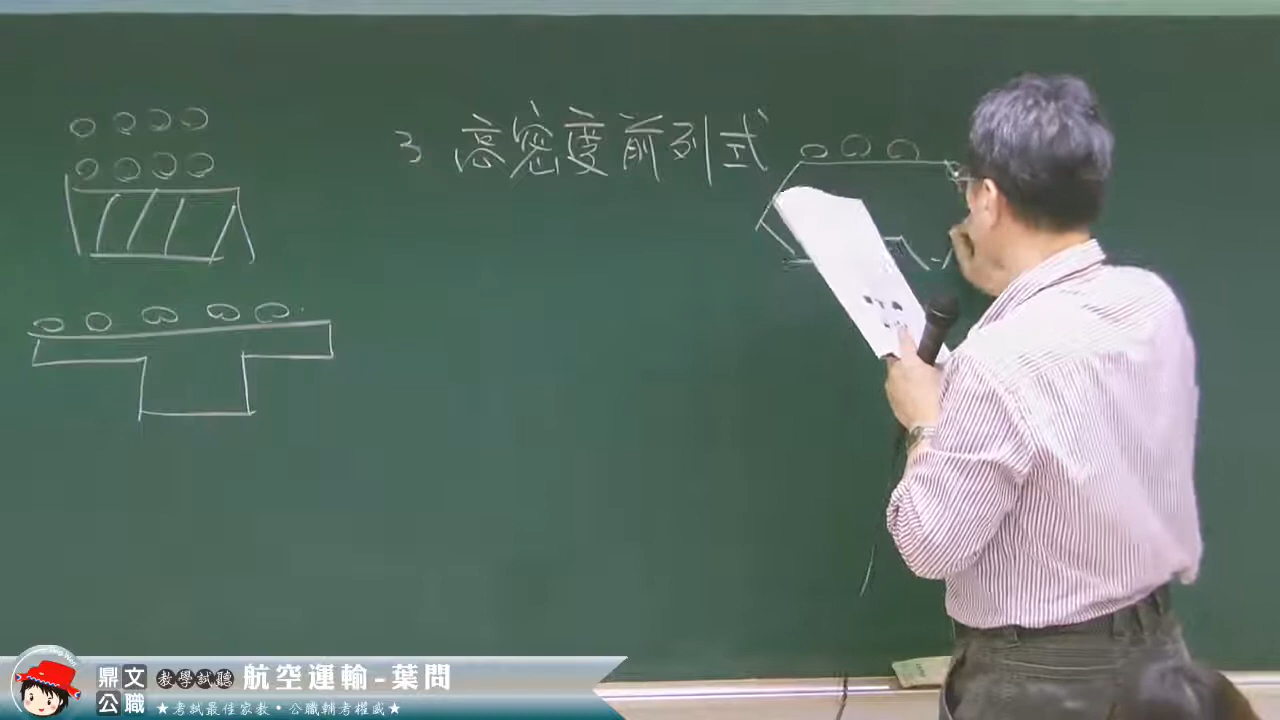 3 高密度前列式
鼎文公職
教學試聽
航空運輸-葉問
★考試最佳家教•公職輔考權威★